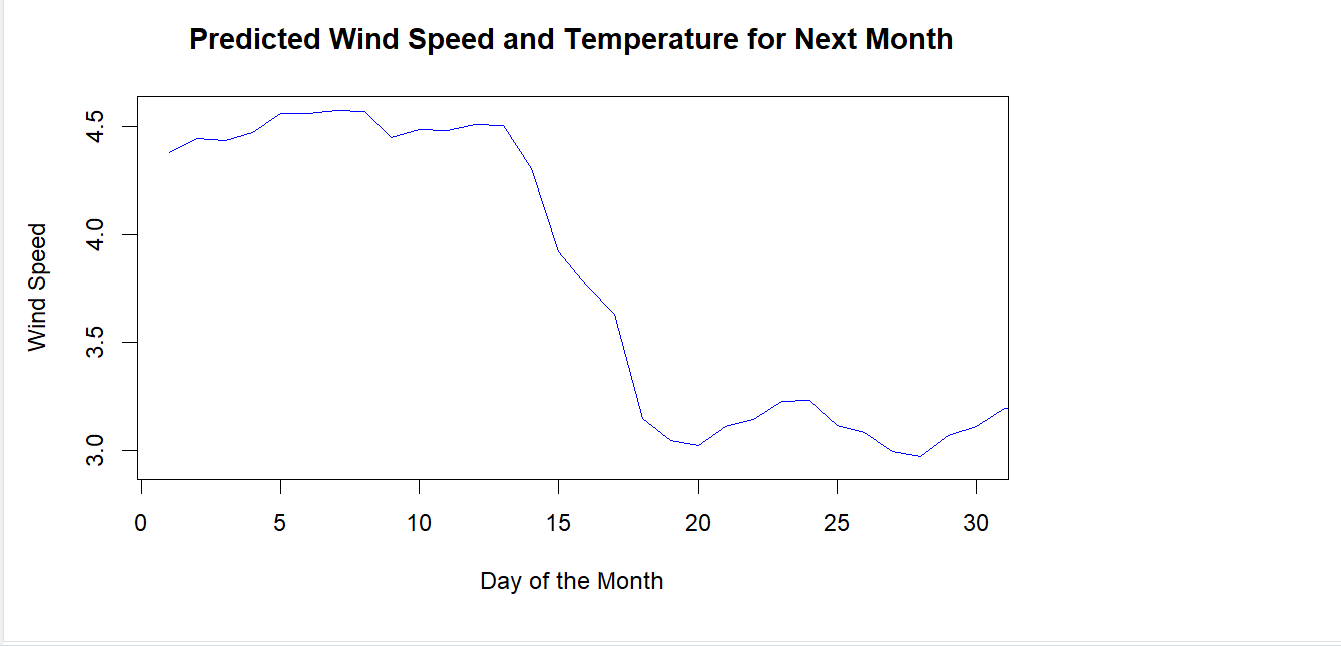 Predicted Wind Speed and Temperature for Next Month
Wind Speed
4.5
4.0
3.5
3.0
0 5 10 15 20 25 30
Day of the Month